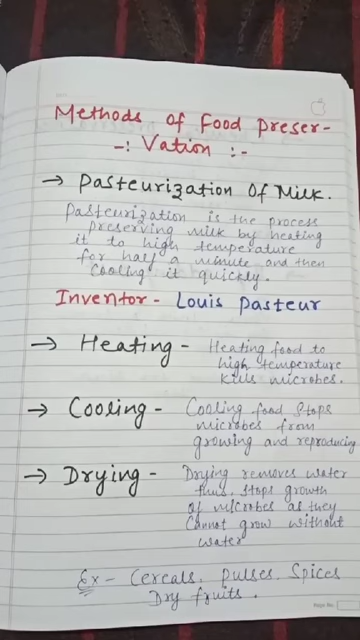 Methods of Food Preser-
-: Vation :-
→ Pasteurization Of Milk.
Pasteurization is the process
preserving milk by heating
it to high temperature
for half a minute and then
Cooling it quickly.
Inventor - Louis Pasteur
→ Heating - Heating food to
high temperature
kills microbes.
→ Cooling - Cooling food stops
microbes from
growing and reproducing
→ Drying - Drying removes water
thus stops growth
of microbes as they
Cannot grow without
water
Ex - Cereals, Pulses, Spices
Dry fruits.
Page No.